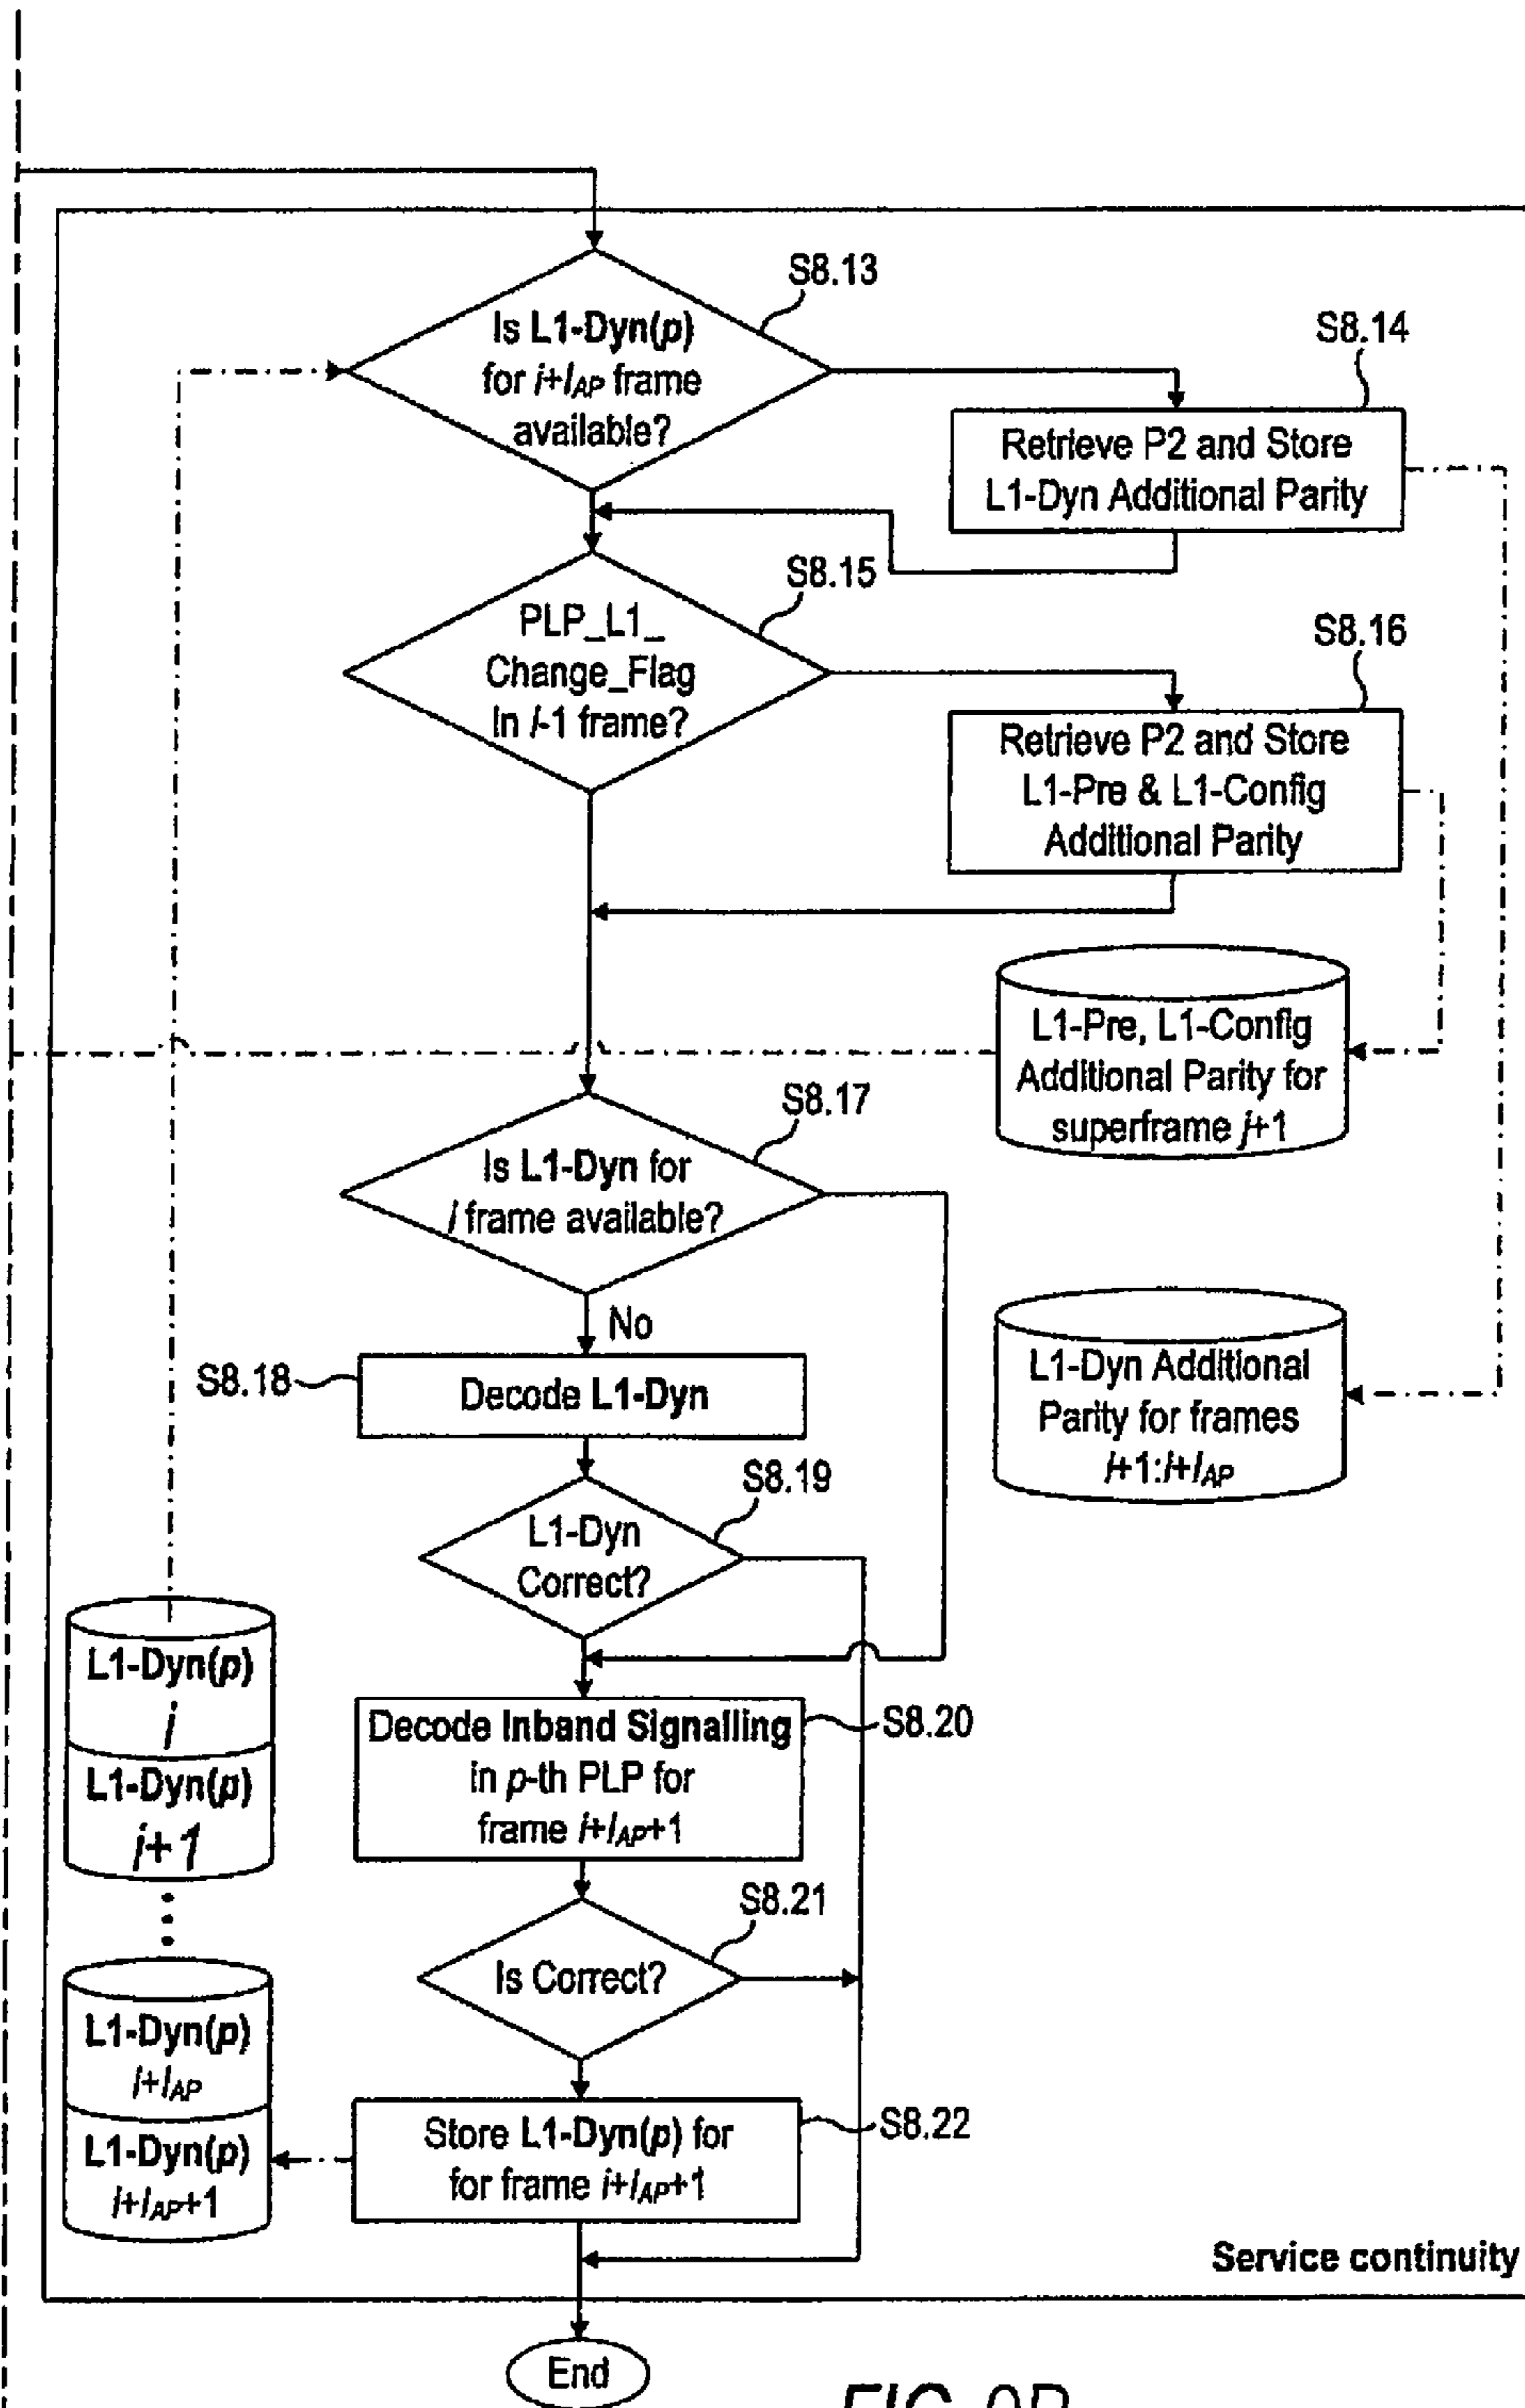 S8.13
Is L1-Dyn(p)
for i+I_AP frame
available?
S8.14
Retrieve P2 and Store
L1-Dyn Additional Parity
S8.15
PLP_L1_
Change_Flag
In i-1 frame?
S8.16
Retrieve P2 and Store
L1-Pre & L1-Config
Additional Parity
L1-Pre, L1-Config
Additional Parity for
superframe j+1
S8.17
Is L1-Dyn for
i frame available?
No
S8.18
Decode L1-Dyn
L1-Dyn Additional
Parity for frames
i+1:i+I_AP
S8.19
L1-Dyn
Correct?
L1-Dyn(p)
i
L1-Dyn(p)
i+1
Decode Inband Signalling
in p-th PLP for
frame i+I_AP+1
S8.20
S8.21
Is Correct?
L1-Dyn(p)
i+I_AP
L1-Dyn(p)
i+I_AP+1
Store L1-Dyn(p) for
for frame i+I_AP+1
S8.22
Service continuity
End